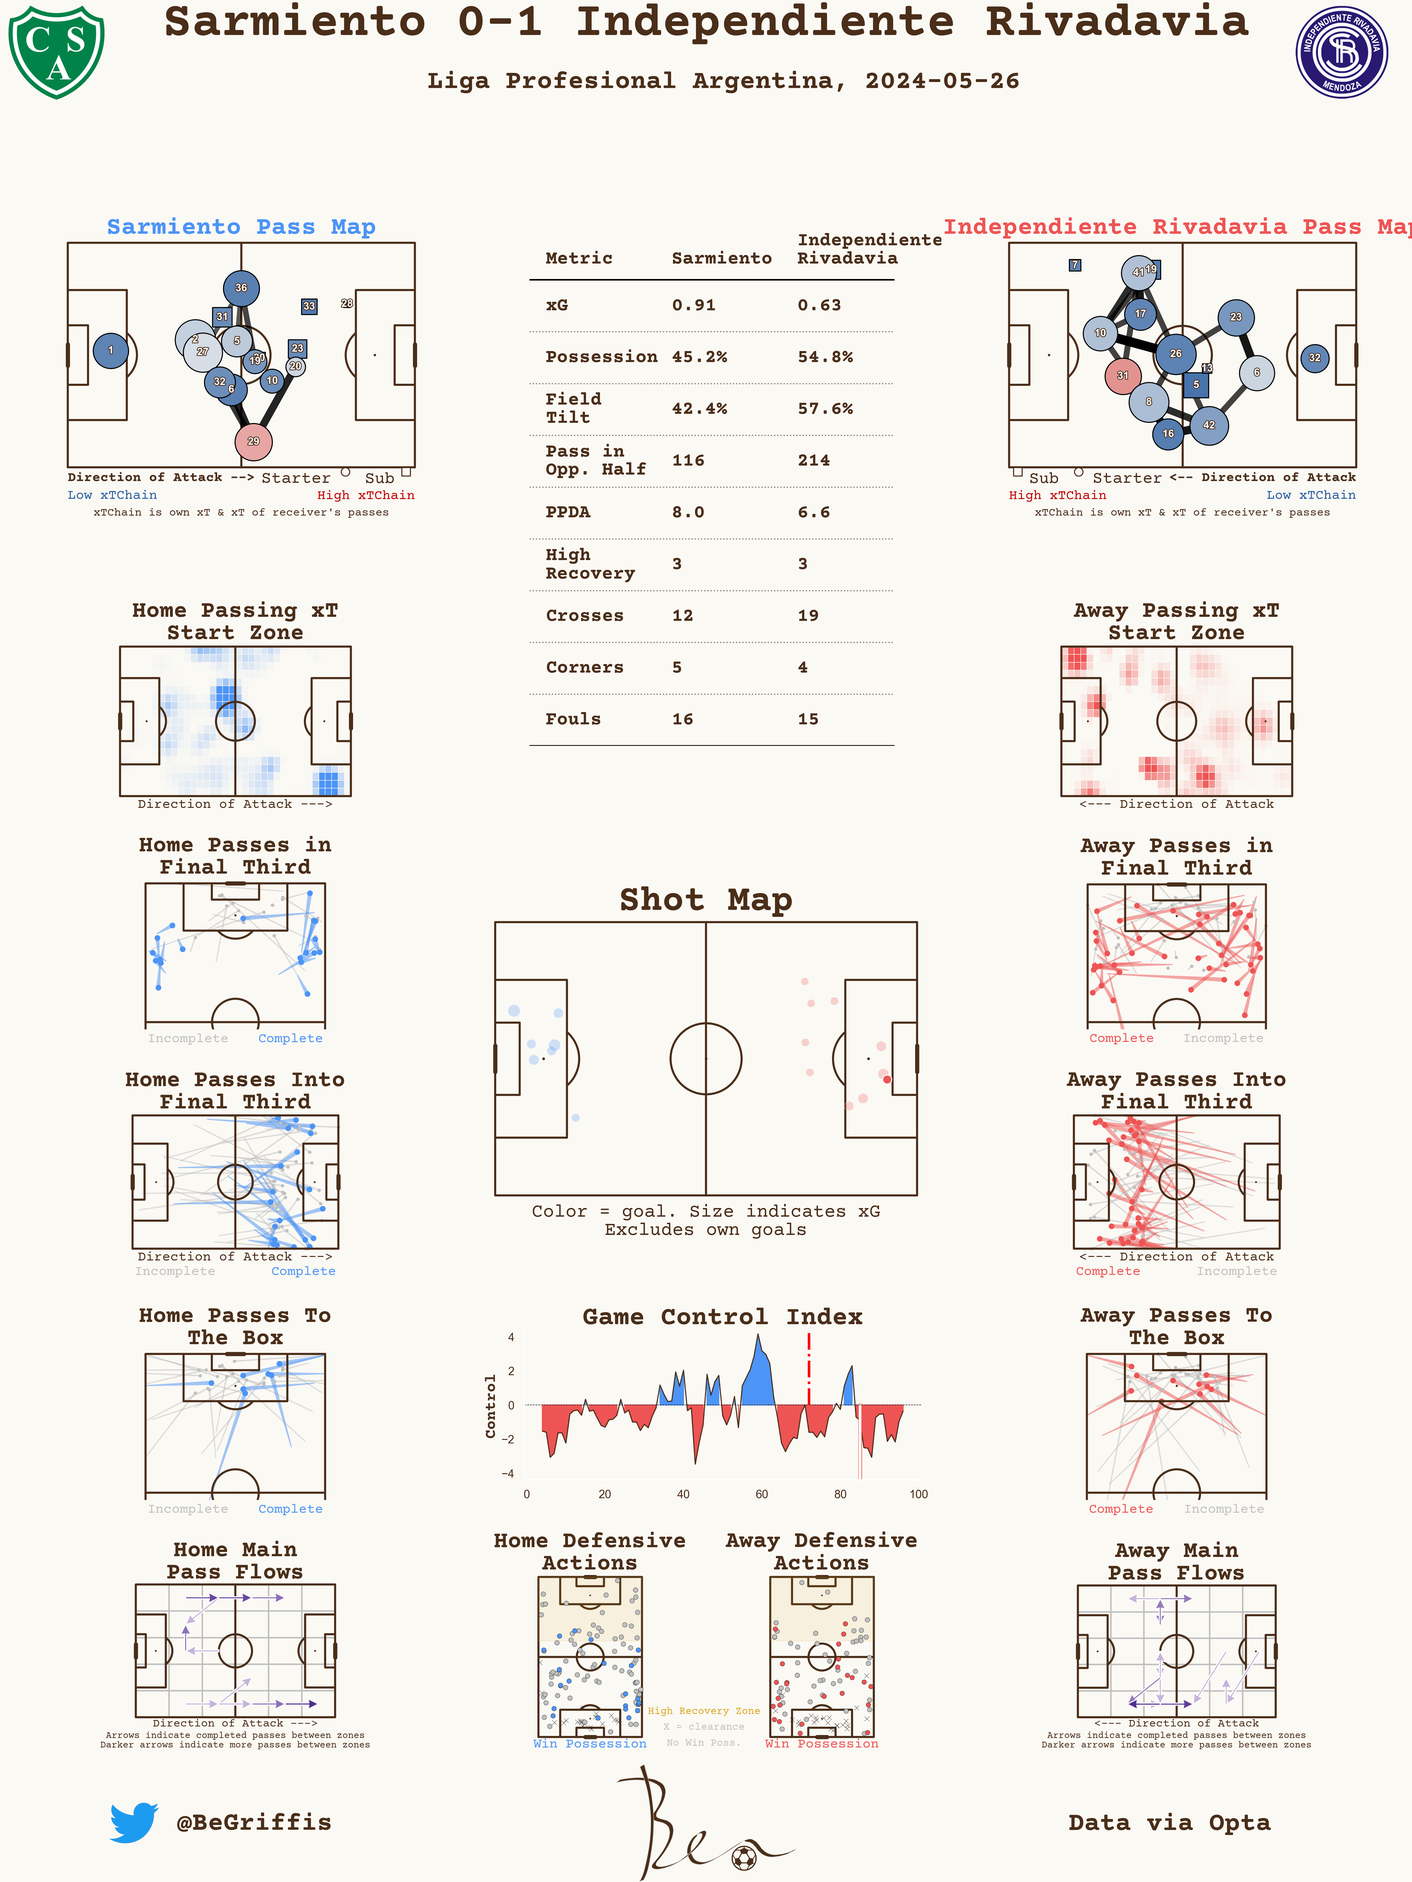 Sarmiento 0-1 Independiente Rivadavia
Liga Profesional Argentina, 2024-05-26
C S
A
INDEPENDIENTE RIVADAVIA
MENDOZA
Sarmiento Pass Map
1
36
31
2
27
5
19
20
23
33
28
10
32
6
29
Direction of Attack -->
Starter
Sub
Low xTChain
High xTChain
xTChain is own xT & xT of receiver's passes
Metric
Sarmiento
Independiente
Rivadavia
xG
0.91
0.63
Possession
45.2%
54.8%
Field
Tilt
42.4%
57.6%
Pass in
Opp. Half
116
214
PPDA
8.0
6.6
High
Recovery
3
3
Crosses
12
19
Corners
5
4
Fouls
16
15
Independiente Rivadavia Pass Map
7
41
19
17
10
26
23
32
31
13
5
6
8
16
42
Sub
Starter
<-- Direction of Attack
High xTChain
Low xTChain
xTChain is own xT & xT of receiver's passes
Home Passing xT
Start Zone
Direction of Attack --->
Away Passing xT
Start Zone
<--- Direction of Attack
Home Passes in
Final Third
Incomplete
Complete
Away Passes in
Final Third
Complete
Incomplete
Shot Map
Color = goal. Size indicates xG
Excludes own goals
Home Passes Into
Final Third
Direction of Attack --->
Incomplete
Complete
Away Passes Into
Final Third
<--- Direction of Attack
Complete
Incomplete
Home Passes To
The Box
Incomplete
Complete
Game Control Index
Control
4
2
0
−2
−4
0
20
40
60
80
100
Away Passes To
The Box
Complete
Incomplete
Home Main
Pass Flows
Direction of Attack --->
Arrows indicate completed passes between zones
Darker arrows indicate more passes between zones
Home Defensive
Actions
Win Possession
High Recovery Zone
X = clearance
No Win Poss.
Away Defensive
Actions
Win Possession
Away Main
Pass Flows
<--- Direction of Attack
Arrows indicate completed passes between zones
Darker arrows indicate more passes between zones
@BeGriffis
Ben
Data via Opta